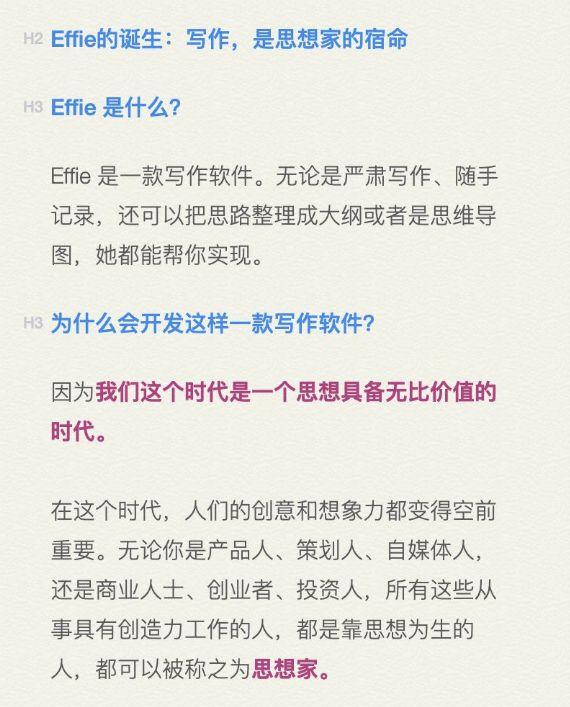 H2 Effie的诞生：写作，是思想家的宿命
H3 Effie 是什么？
Effie 是一款写作软件。无论是严肃写作、随手
记录，还可以把思路整理成大纲或者是思维导
图，她都能帮你实现。
H3 为什么会开发这样一款写作软件？
因为我们这个时代是一个思想具备无比价值的
时代。
在这个时代，人们的创意和想象力都变得空前
重要。无论你是产品人、策划人、自媒体人，
还是商业人士、创业者、投资人，所有这些从
事具有创造力工作的人，都是靠思想为生的
人，都可以被称之为思想家。